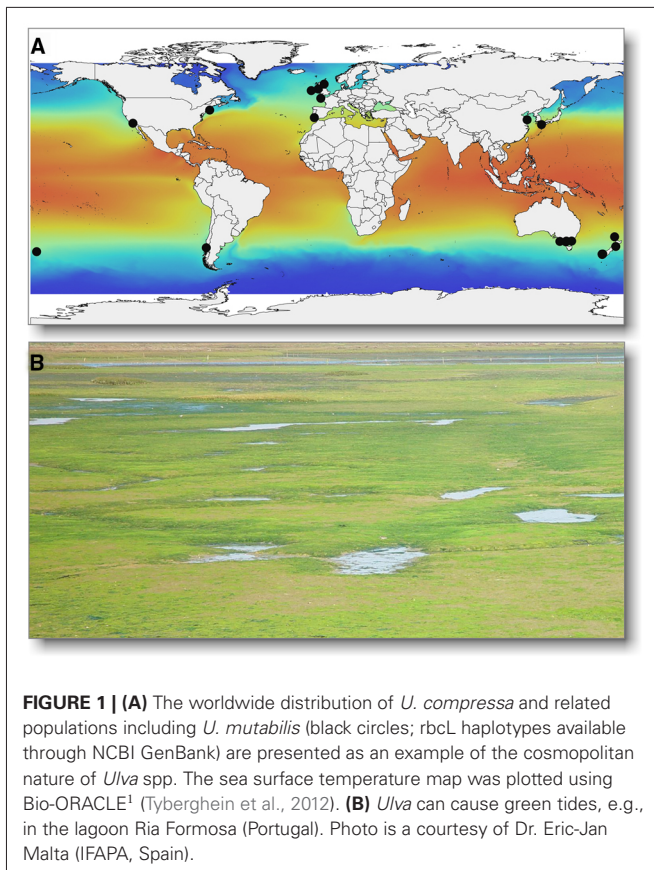 A
B
FIGURE 1 | (A) The worldwide distribution of U. compressa and related
populations including U. mutabilis (black circles; rbcL haplotypes available
through NCBI GenBank) are presented as an example of the cosmopolitan
nature of Ulva spp. The sea surface temperature map was plotted using
Bio-ORACLE¹ (Tyberghein et al., 2012). (B) Ulva can cause green tides, e.g.,
in the lagoon Ria Formosa (Portugal). Photo is a courtesy of Dr. Eric-Jan
Malta (IFAPA, Spain).